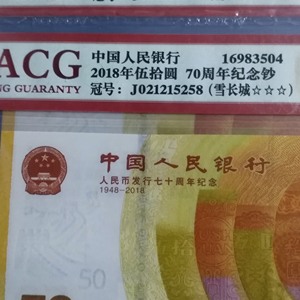 ACG
NG GUARANTY
中国人民银行 16983504
2018年伍拾圆 70周年纪念钞
冠号: J021215258 (雪长城☆☆☆)
中国人民银行
人民币发行七十周年纪念
1948-2018
50